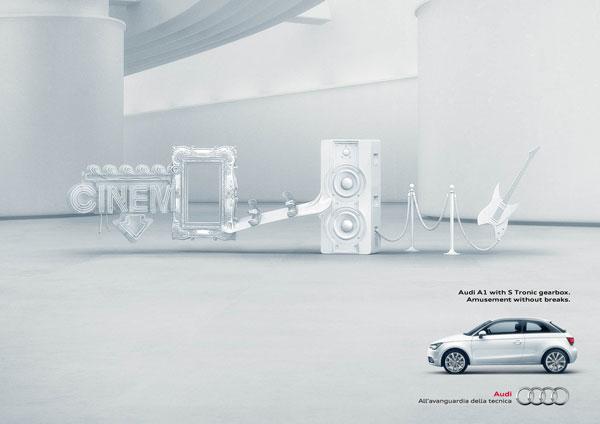 CINEM
Audi A1 with S Tronic gearbox.
Amusement without breaks.
Audi
All'avanguardia della tecnica